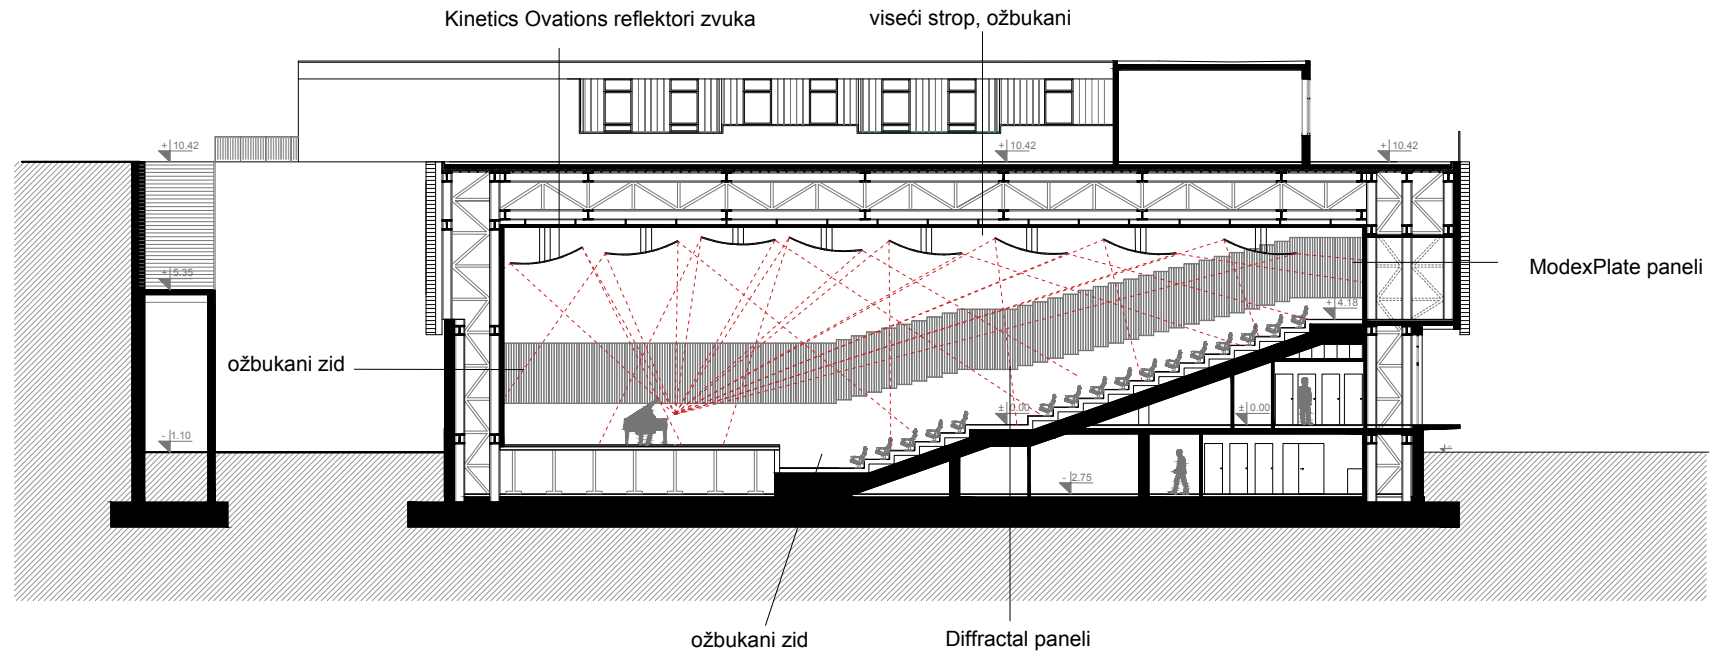 Kinetics Ovations reflektori zvuka
viseći strop, ožbukani
+ 10.42
+ 10.42
+ 10.42
+ 5.35
ModexPlate paneli
+ 4.18
ožbukani zid
± 0.00
± 0.00
- 1.10
- 2.75
ožbukani zid
Diffractal paneli